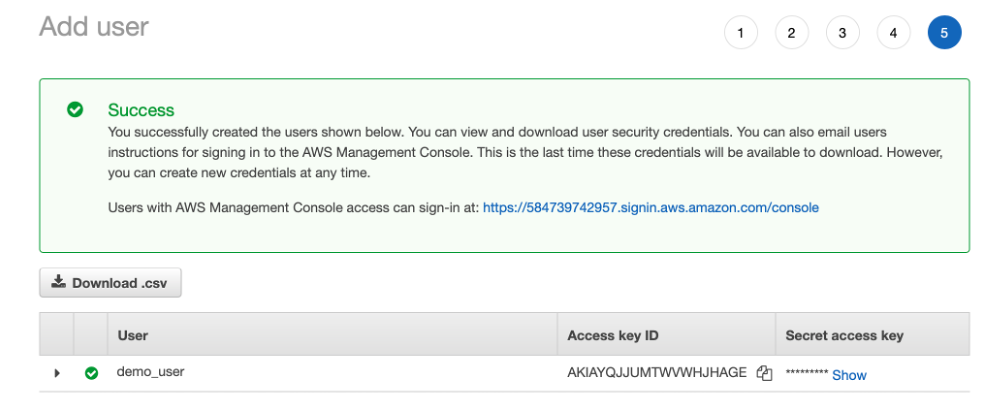 Add user
1 2 3 4 5
Success
You successfully created the users shown below. You can view and download user security credentials. You can also email users
instructions for signing in to the AWS Management Console. This is the last time these credentials will be available to download. However,
you can create new credentials at any time.
Users with AWS Management Console access can sign-in at: https://584739742957.signin.aws.amazon.com/console
Download .csv
User Access key ID Secret access key
demo_user AKIAYQJJUMTWVWHJHAGE ********* Show